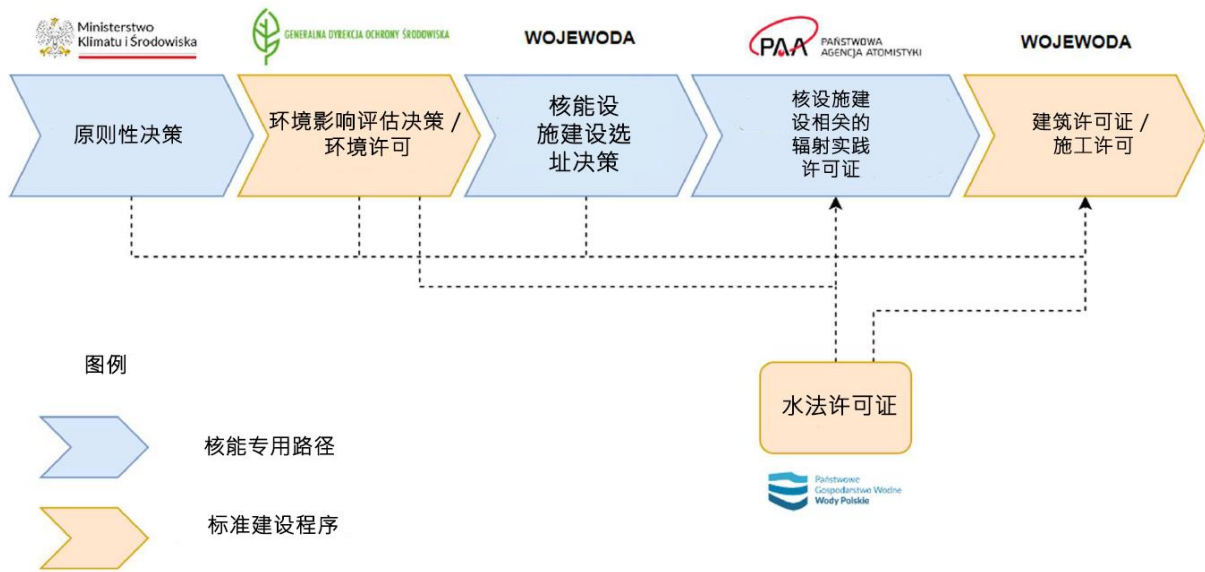 Ministerstwo
Klimatu i Środowiska
GENERALNA DYREKCJA OCHRONY ŚRODOWISKA
WOJEWODA
PAA
PAŃSTWOWA
AGENCJA ATOMISTYKI
WOJEWODA
原则性决策
环境影响评估决策 /
环境许可
核能设
施建设选
址决策
核设施建
设相关的
辐射实践
许可证
建筑许可证 /
施工许可
图例
水法许可证
核能专用路径
Państwowe
Gospodarstwo Wodne
Wody Polskie
标准建设程序